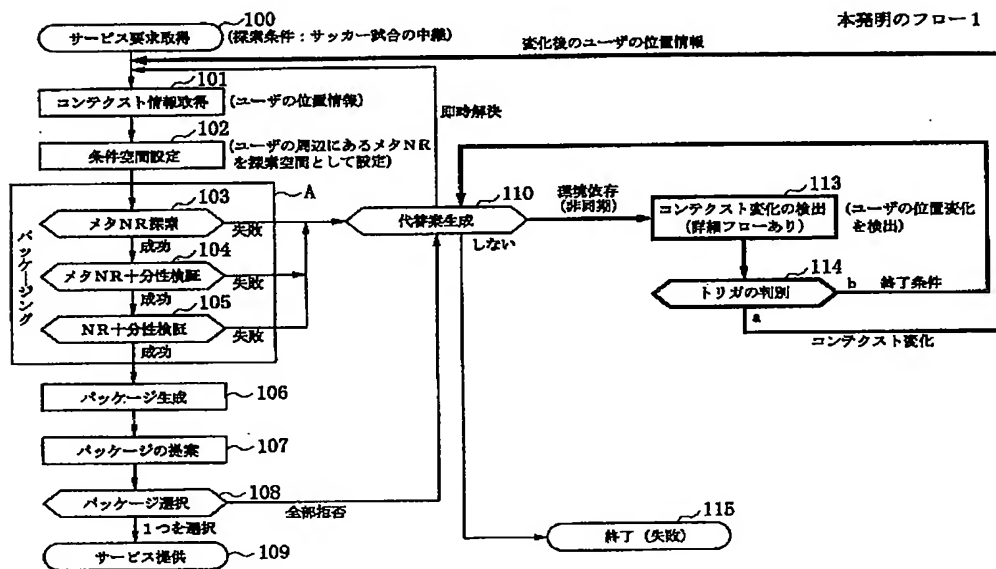 本発明のフロー1
100
サービス要求取得
(探索条件:サッカー試合の中継)
変化後のユーザの位置情報
101
コンテクスト情報取得
(ユーザの位置情報)
即時解決
102
条件空間設定
(ユーザの周辺にあるメタNR
を探索空間として設定)
A
パッケージング
103
メタNR探索
失敗
成功
104
メタNR十分性検証
失敗
成功
105
NR十分性検証
失敗
成功
110
代替案生成
しない
環境依存
(非同期)
113
コンテクスト変化の検出
(詳細フローあり)
(ユーザの位置変化
を検出)
114
トリガの判別
b
終了条件
a
コンテクスト変化
パッケージ生成
106
パッケージの提案
107
パッケージ選択
108
全部拒否
1つを選択
サービス提供
109
115
終了(失敗)